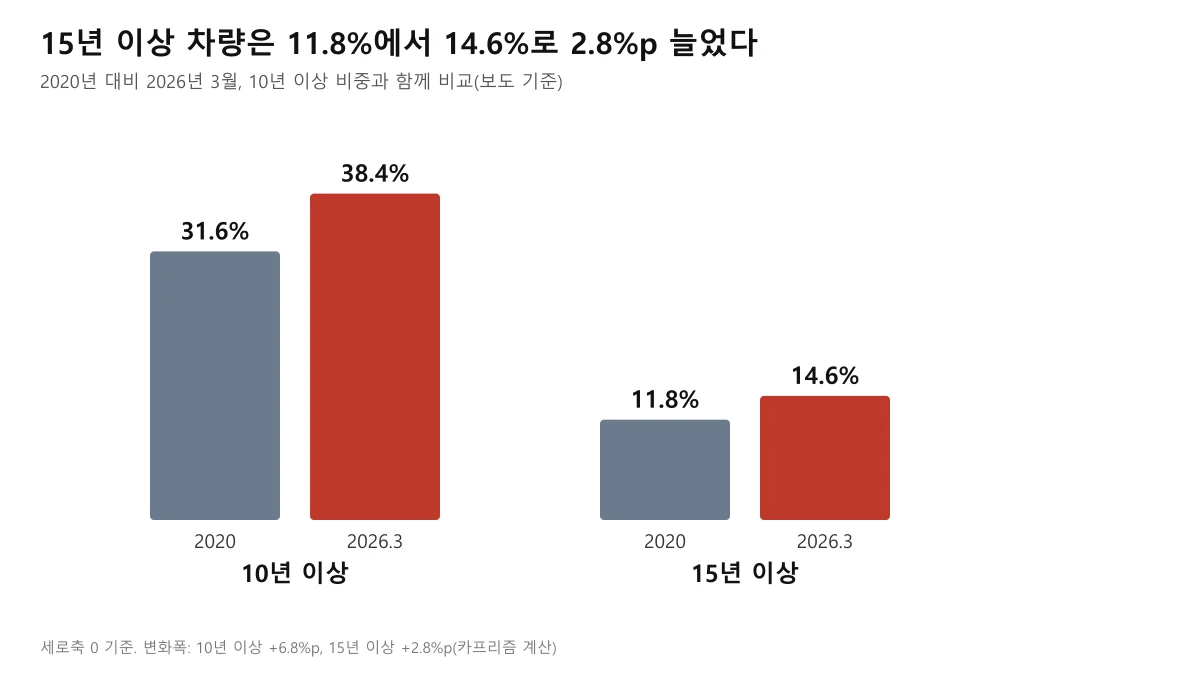 15년 이상 차량은 11.8%에서 14.6%로 2.8%p 늘었다
2020년 대비 2026년 3월, 10년 이상 비중과 함께 비교(보도 기준)
31.6%
38.4%
11.8%
14.6%
2020
2026.3
2020
2026.3
10년 이상
15년 이상
세로축 0 기준. 변화폭: 10년 이상 +6.8%p, 15년 이상 +2.8%p(카프리즘 계산)